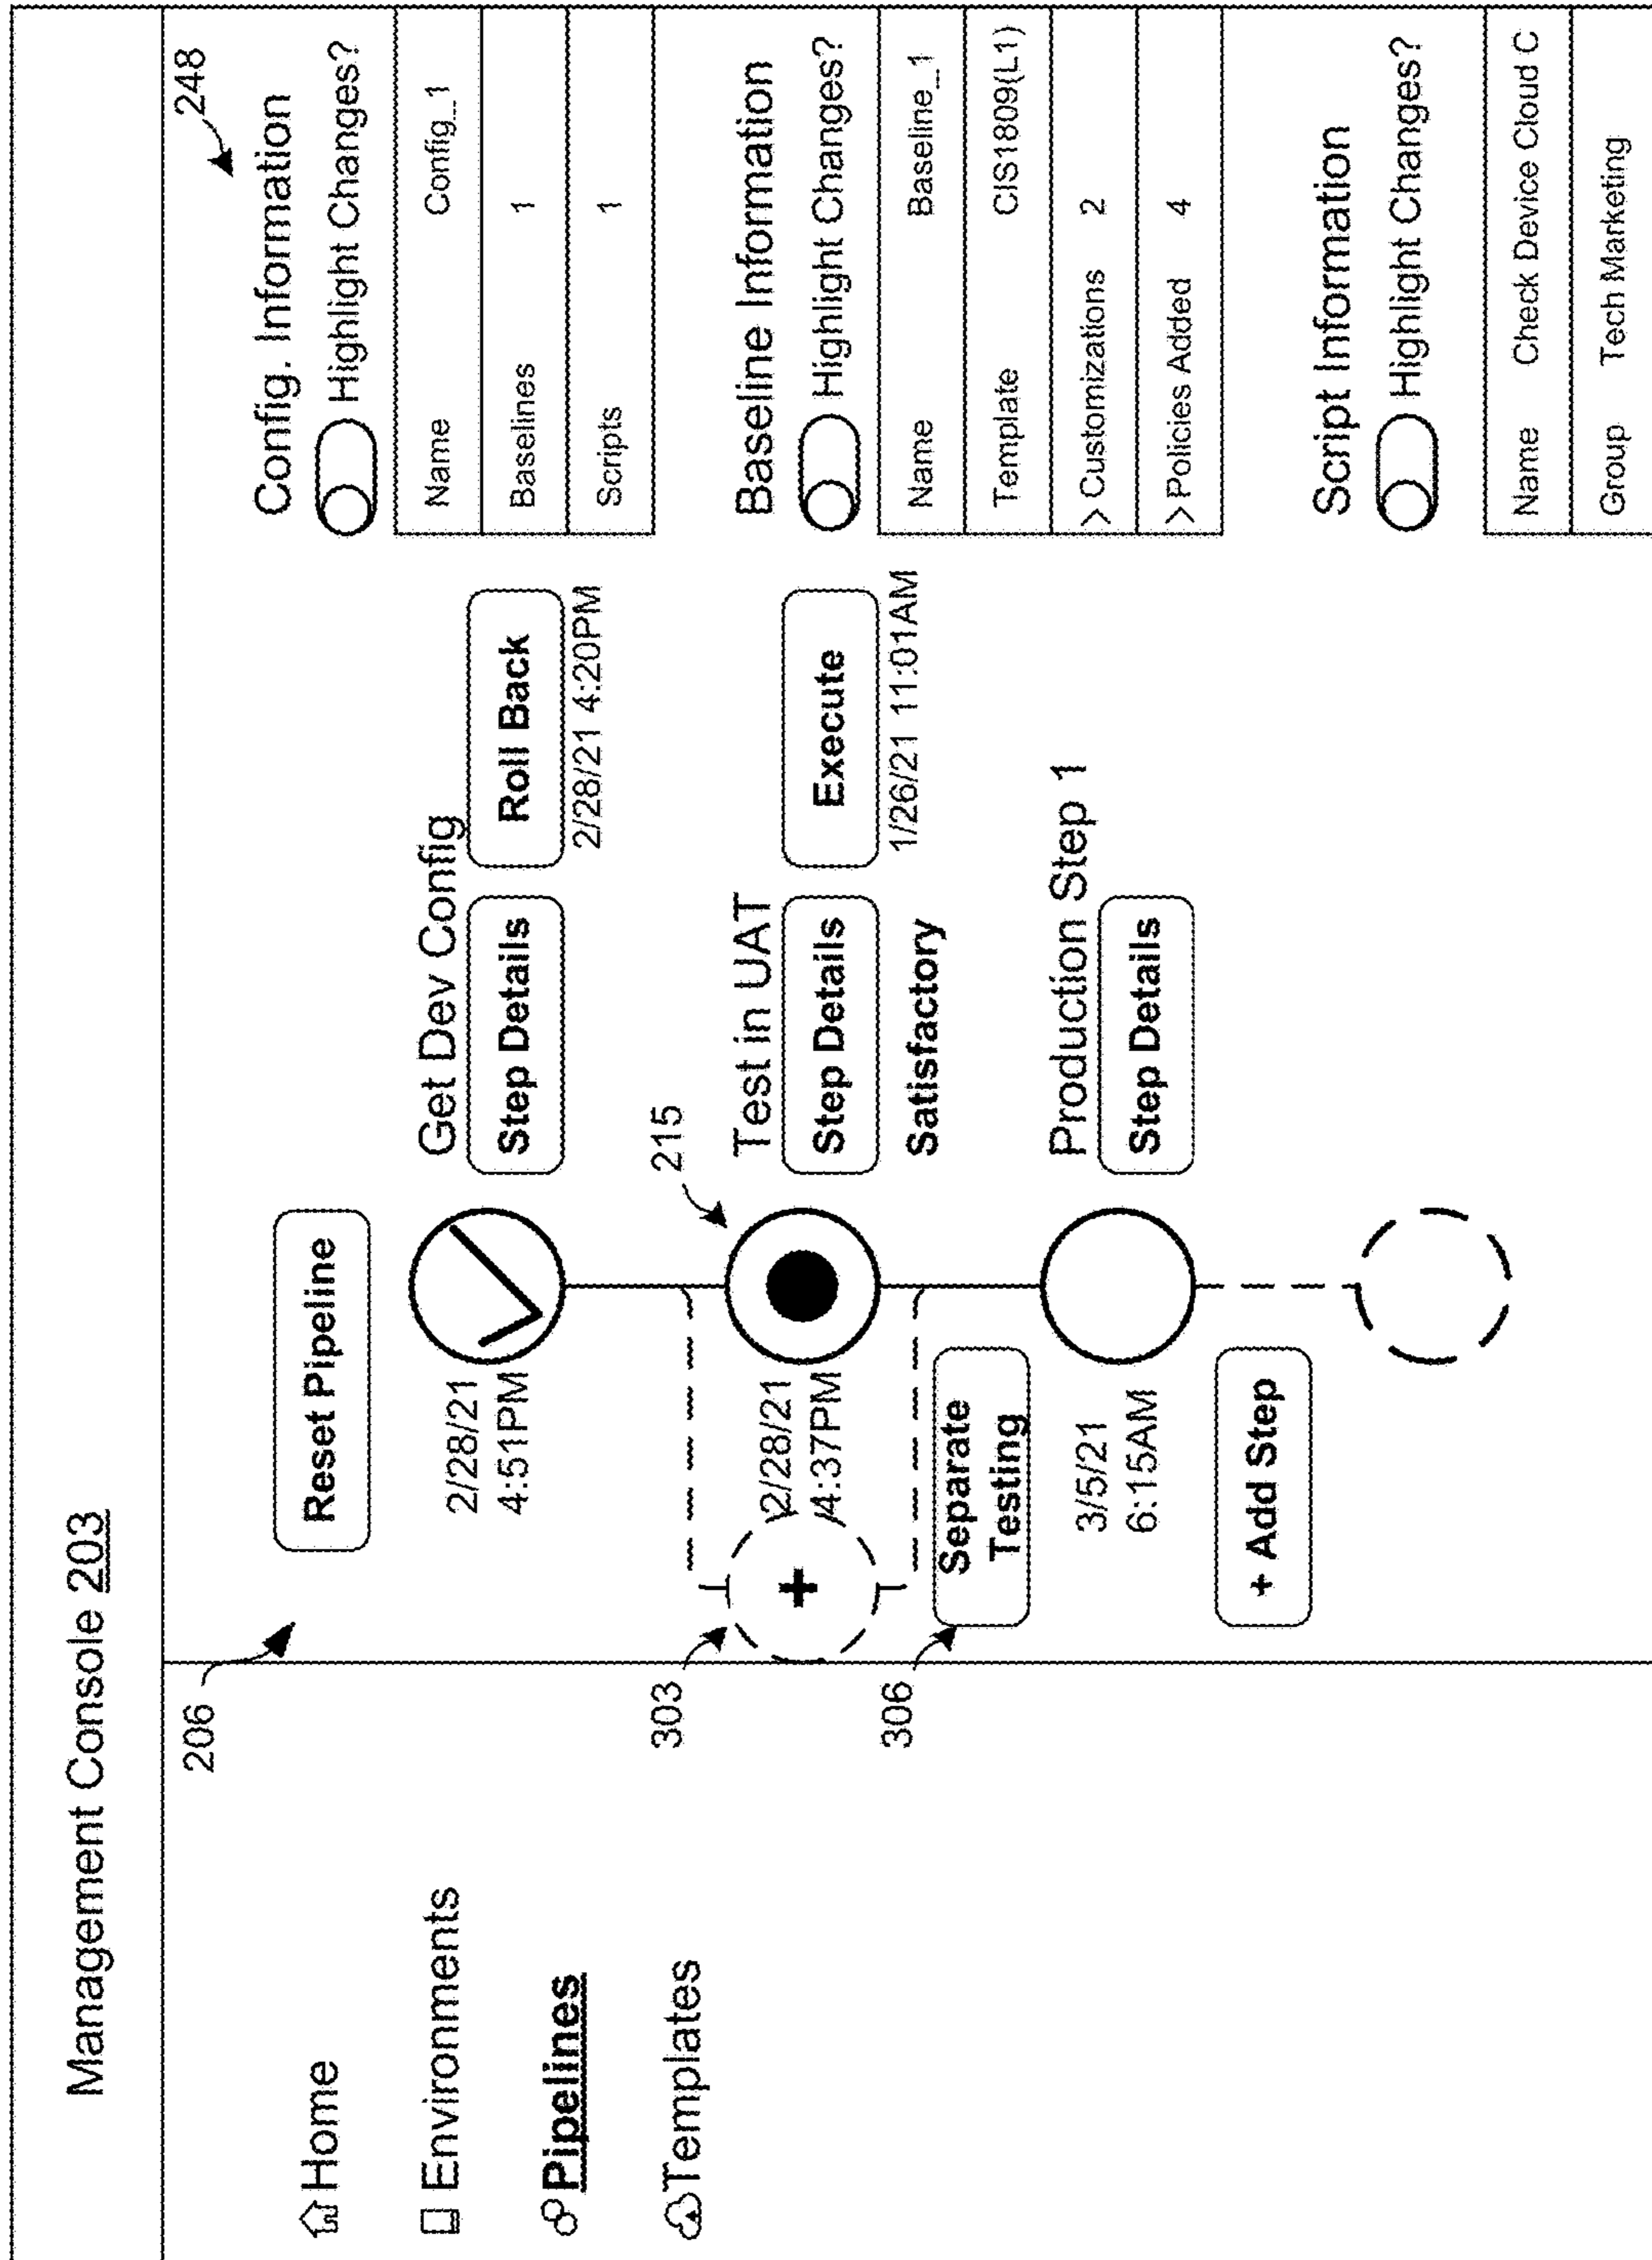 Management Console 203
Home
Environments
Pipelines
Templates
206
303
306
Reset Pipeline
2/28/21
4:51PM
Get Dev Config
Step Details
Roll Back
2/28/21 4:20PM
215
+
2/28/21
4:37PM
Test in UAT
Step Details
Execute
Satisfactory
1/26/21 11:01AM
Separate
Testing
3/5/21
6:15AM
Production Step 1
Step Details
+ Add Step
248
Config. Information
Highlight Changes?
Name Config_1
Baselines 1
Scripts 1
Baseline Information
Highlight Changes?
Name Baseline_1
Template CIS1809(L1)
> Customizations 2
> Policies Added 4
Script Information
Highlight Changes?
Name Check Device Cloud C
Group Tech Marketing